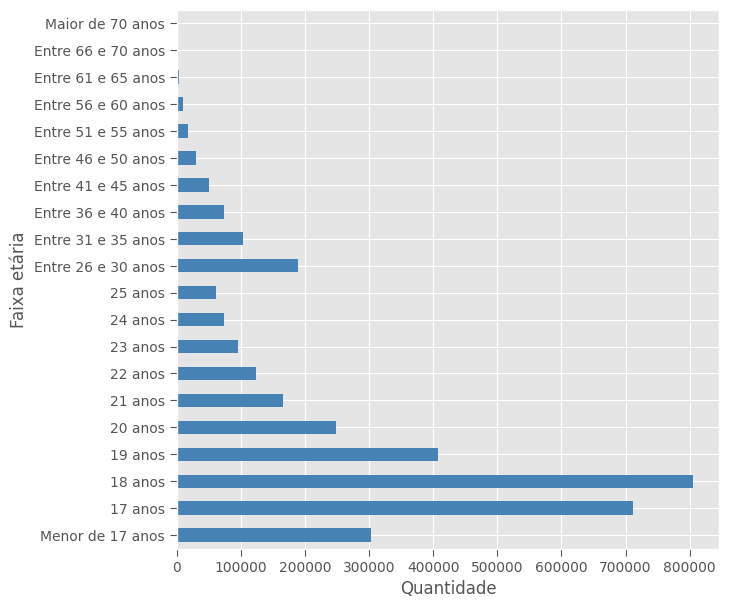 Maior de 70 anos
Entre 66 e 70 anos
Entre 61 e 65 anos
Entre 56 e 60 anos
Entre 51 e 55 anos
Entre 46 e 50 anos
Entre 41 e 45 anos
Entre 36 e 40 anos
Entre 31 e 35 anos
Entre 26 e 30 anos
25 anos
24 anos
23 anos
22 anos
21 anos
20 anos
19 anos
18 anos
17 anos
Menor de 17 anos
Faixa etária
0 100000 200000 300000 400000 500000 600000 700000 800000
Quantidade